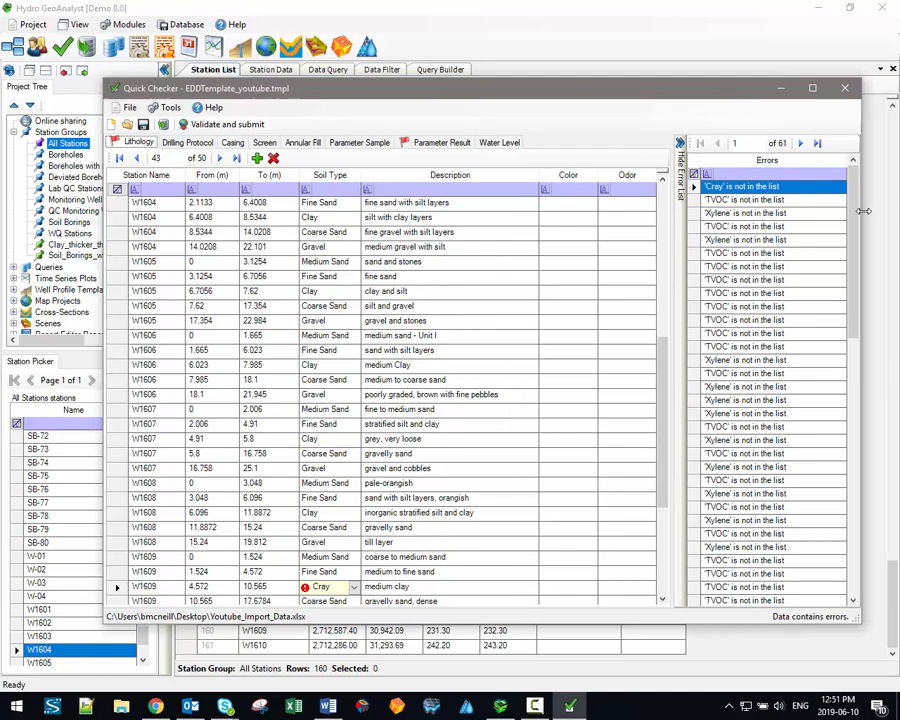 Hydro GeoAnalyst [Demo 8.0]
Project View Modules Database Help
Station List Station Data Data Query Data Filter Query Builder
Project Tree
Online sharing
Station Groups
All Stations
Boreholes
Boreholes with
Deviated Boreho
Lab QC Stations
Monitoring Well
QC Monitoring
Soil Borings
WQ Stations
Clay_thicker_th
Soil_Borings_w
Queries
Time Series Plots
Well Profile Templa
Map Projects
Cross-Sections
Scenes
Station Picker
Page 1 of 1
All Stations stations
Name
SB-72
SB-73
SB-74
SB-75
SB-76
SB-77
SB-78
SB-79
SB-80
W-01
W-02
W-03
W-04
W1601
W1602
W1603
W1604
W1605
Quick Checker - EDDTemplate_youtube.tmpl
File Tools Help
Validate and submit
Lithology Drilling Protocol Casing Screen Annular Fill Parameter Sample Parameter Result Water Level
43 of 50
Station Name From (m) To (m) Soil Type Description Color Odor
W1604 2.1133 6.4008 Fine Sand fine sand with silt layers
W1604 6.4008 8.5344 Clay silt with clay layers
W1604 8.5344 14.0208 Coarse Sand fine gravel with silt layers
W1604 14.0208 22.101 Gravel medium gravel with silt
W1605 0 3.1254 Medium Sand sand and stones
W1605 3.1254 6.7056 Fine Sand fine sand
W1605 6.7056 7.62 Clay clay and silt
W1605 7.62 17.354 Coarse Sand silt and gravel
W1605 17.354 22.984 Gravel gravel and stones
W1606 0 1.665 Medium Sand medium sand - Unit I
W1606 1.665 6.023 Fine Sand sand with silt layers
W1606 6.023 7.985 Clay medium Clay
W1606 7.985 18.1 Coarse Sand medium to coarse sand
W1606 18.1 21.945 Gravel poorly graded, brown with fine pebbles
W1607 0 2.006 Medium Sand fine to medium sand
W1607 2.006 4.91 Fine Sand stratified silt and clay
W1607 4.91 5.8 Clay grey, very loose
W1607 5.8 16.758 Coarse Sand gravelly sand
W1607 16.758 25.1 Gravel gravel and cobbles
W1608 0 3.048 Medium Sand pale-orangish
W1608 3.048 6.096 Fine Sand sand with silt layers, orangish
W1608 6.096 11.8872 Clay inorganic stratified silt and clay
W1608 11.8872 15.24 Coarse Sand gravelly sand
W1608 15.24 19.812 Gravel till layer
W1609 0 1.524 Medium Sand coarse to medium sand
W1609 1.524 4.572 Fine Sand medium to fine sand
W1609 4.572 10.565 Cray medium clay
W1609 10.565 17.6784 Coarse Sand gravelly sand, dense
Hide Error List
1 of 61
Errors
'Cray' is not in the list
'TVOC' is not in the list
'Xylene' is not in the list
'TVOC' is not in the list
'Xylene' is not in the list
'TVOC' is not in the list
'TVOC' is not in the list
'TVOC' is not in the list
'TVOC' is not in the list
'TVOC' is not in the list
'TVOC' is not in the list
'TVOC' is not in the list
'Xylene' is not in the list
'TVOC' is not in the list
'Xylene' is not in the list
'TVOC' is not in the list
'Xylene' is not in the list
'TVOC' is not in the list
'Xylene' is not in the list
'TVOC' is not in the list
'TVOC' is not in the list
'Xylene' is not in the list
'TVOC' is not in the list
'TVOC' is not in the list
'TVOC' is not in the list
'Xylene' is not in the list
'TVOC' is not in the list
'Xylene' is not in the list
'TVOC' is not in the list
'TVOC' is not in the list
'TVOC' is not in the list
'TVOC' is not in the list
C:\Users\bmcneill\Desktop\Youtube_Import_Data.xlsx Data contains errors.
160 W1609 2,712,587.40 30,942.09 231.30 232.30
161 W1610 2,712,286.00 31,293.69 242.20 243.20
Station Group: All Stations Rows: 160 Selected: 0
Ready
ENG
12:51 PM
2019-06-10
10